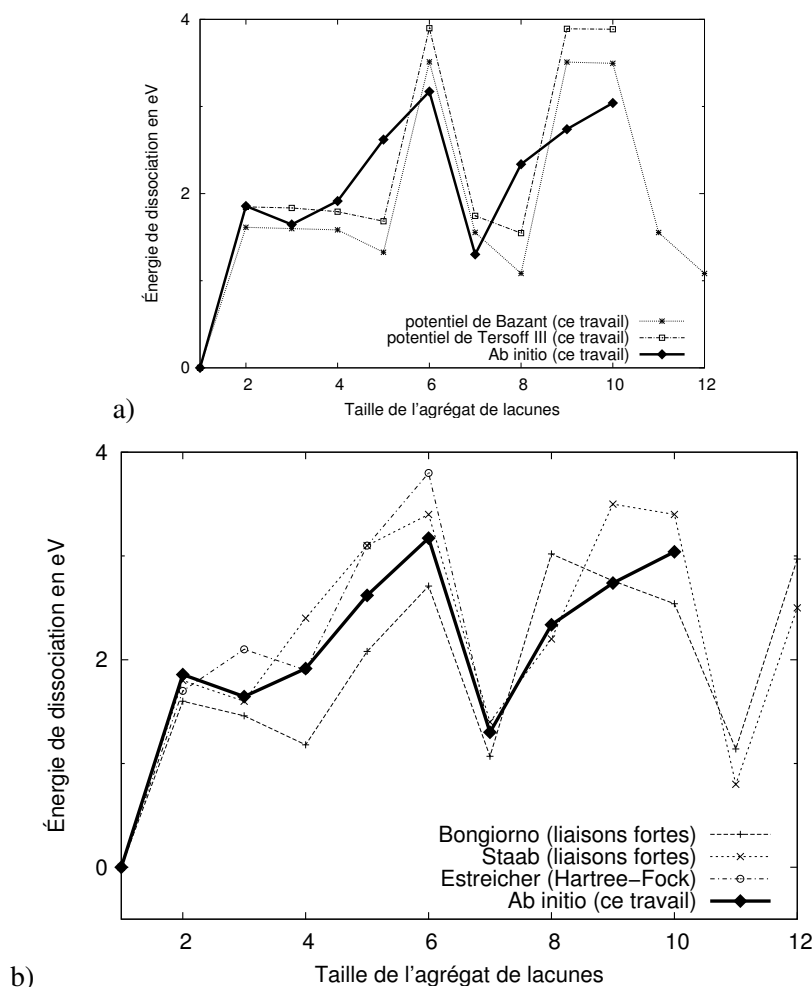 4
2
0
Énergie de dissociation en eV
potentiel de Bazant (ce travail)
potentiel de Tersoff III (ce travail)
Ab initio (ce travail)
2 4 6 8 10 12
Taille de l'agrégat de lacunes
a)
4
2
0
Énergie de dissociation en eV
Bongiorno (liaisons fortes)
Staab (liaisons fortes)
Estreicher (Hartree−Fock)
Ab initio (ce travail)
2 4 6 8 10 12
Taille de l'agrégat de lacunes
b)